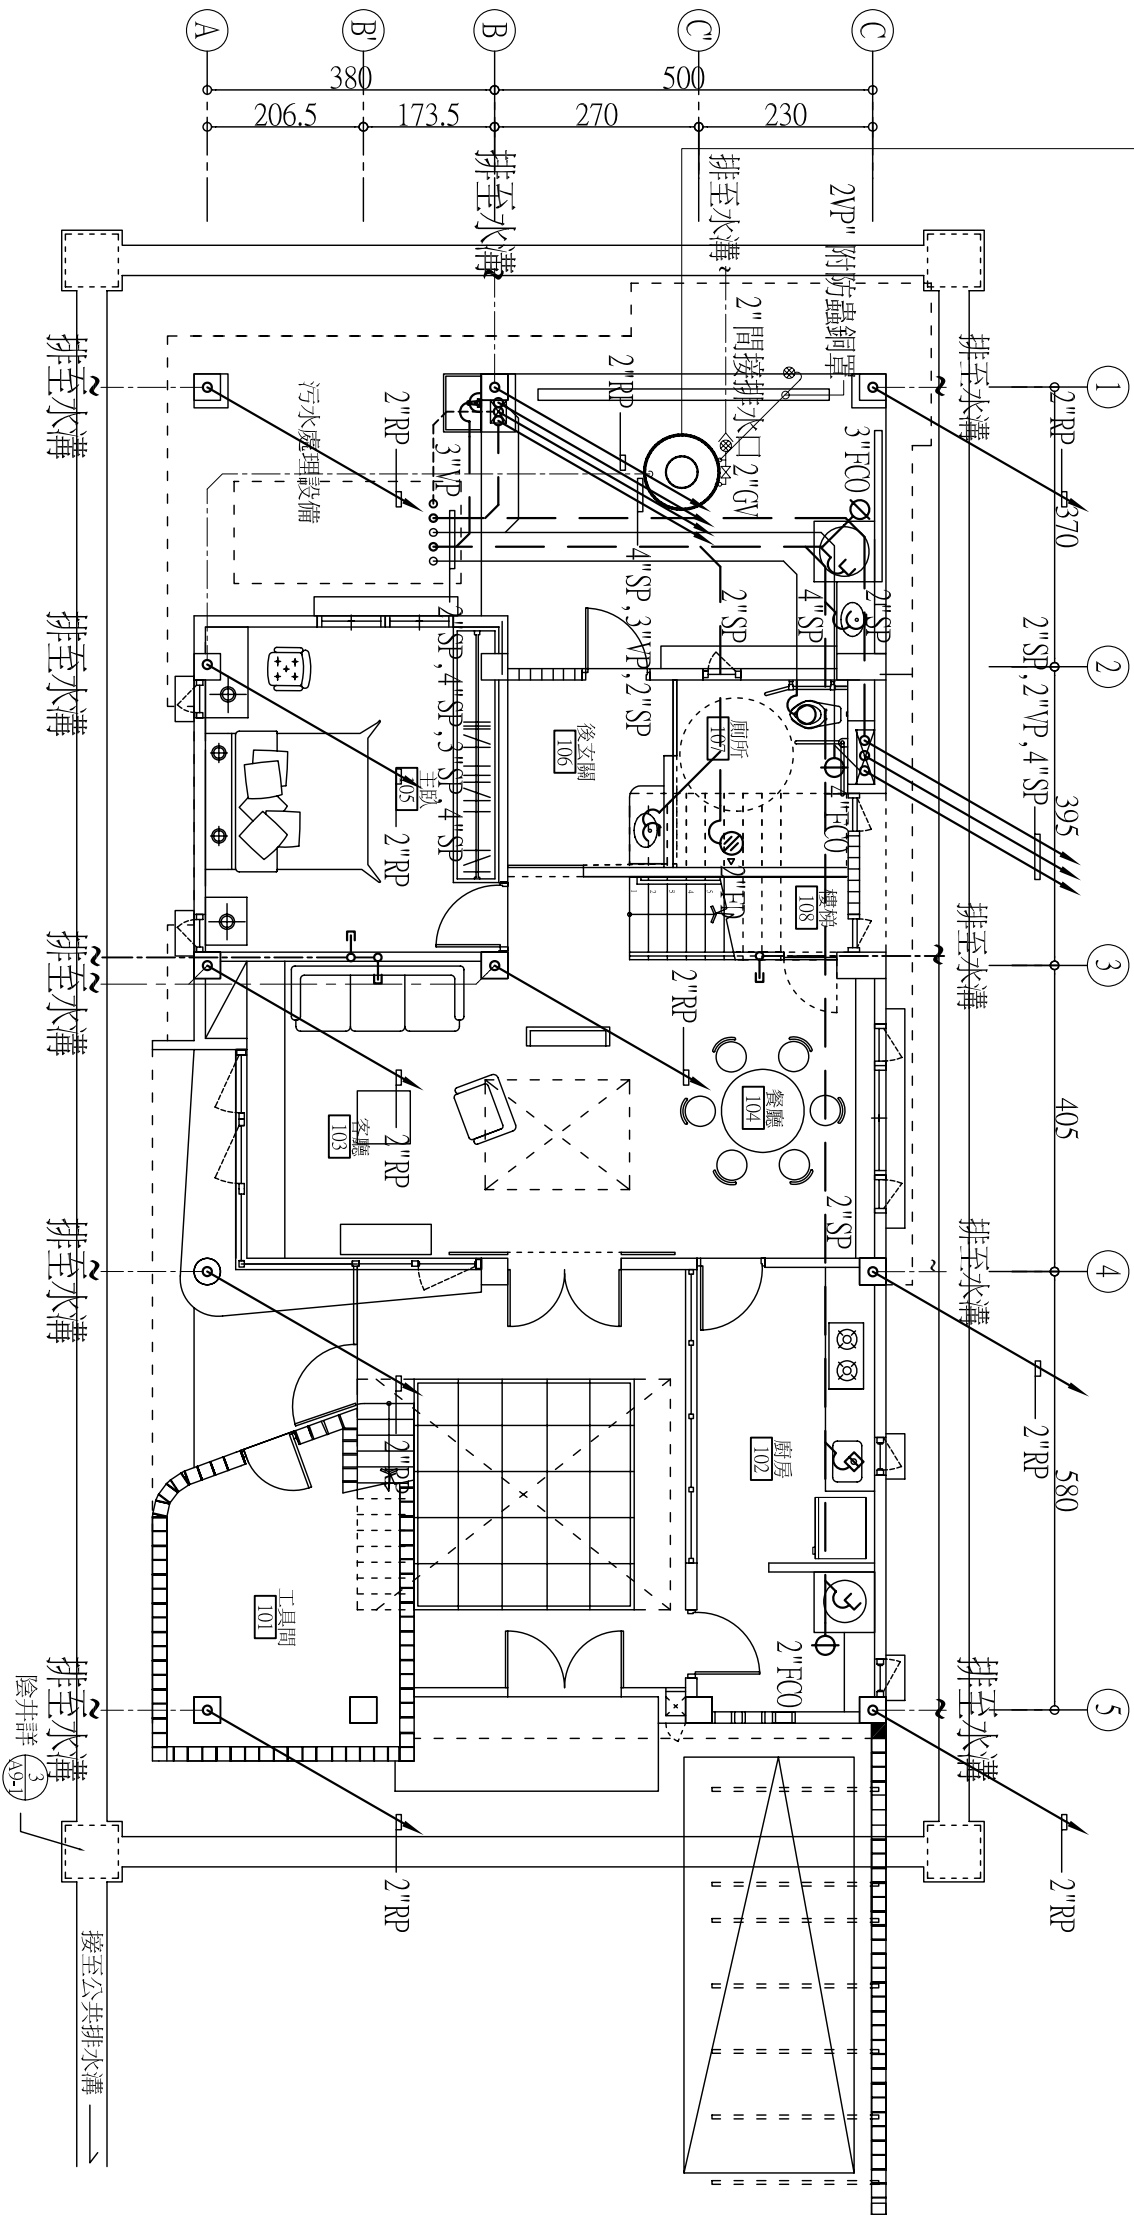 A
B'
B
C'
C
380
500
206.5
173.5
270
230
排至水溝
排至水溝
2VP"附防蟲銅罩
2"間接排水口
2"GV
3"FCO
2"RP
2"RP
污水處理設備
3"VP
排至水溝
排至水溝
1
2"RP
370
4"SP,3"VP,2"SP
2"SP
4"SP
2"SP
2"SP,4"SP,3"SP,4"SP
排至水溝
2
2"SP,2"VP,4"SP
395
後玄關
106
廁所
107
4"FCO
主臥
105
2"RP
2"FD
樓梯
108
排至水溝
排至水溝
3
2"RP
405
餐廳
104
客廳
103
2"RP
2"SP
排至水溝
排至水溝
4
2"RP
580
廚房
102
2"RP
工具間
101
2"FCO
排至水溝
排至水溝
5
陰井詳
3
A9-1
2"RP
2"RP
接至公共排水溝